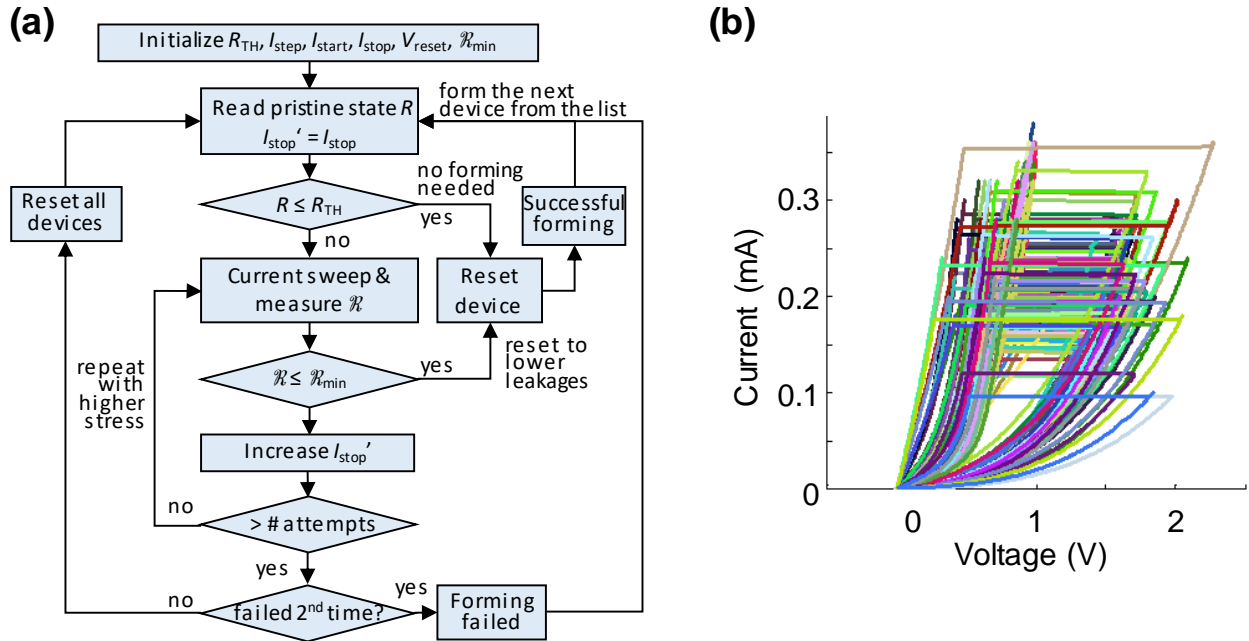 (a)
Initialize R_TH, I_step, I_start, I_stop, V_reset, ℛ_min
form the next
device from the list
Read pristine state R
I_stop‘ = I_stop
no forming
needed
R ≤ R_TH
yes
no
Reset all
devices
Successful
forming
Current sweep &
measure ℛ
Reset
device
ℛ ≤ ℛ_min
yes
reset to
lower
leakages
repeat
with
higher
stress
Increase I_stop’
no
> # attempts
yes
no
failed 2nd time?
yes
Forming
failed
(b)
Current (mA)
0.3
0.2
0.1
0
0 1 2
Voltage (V)